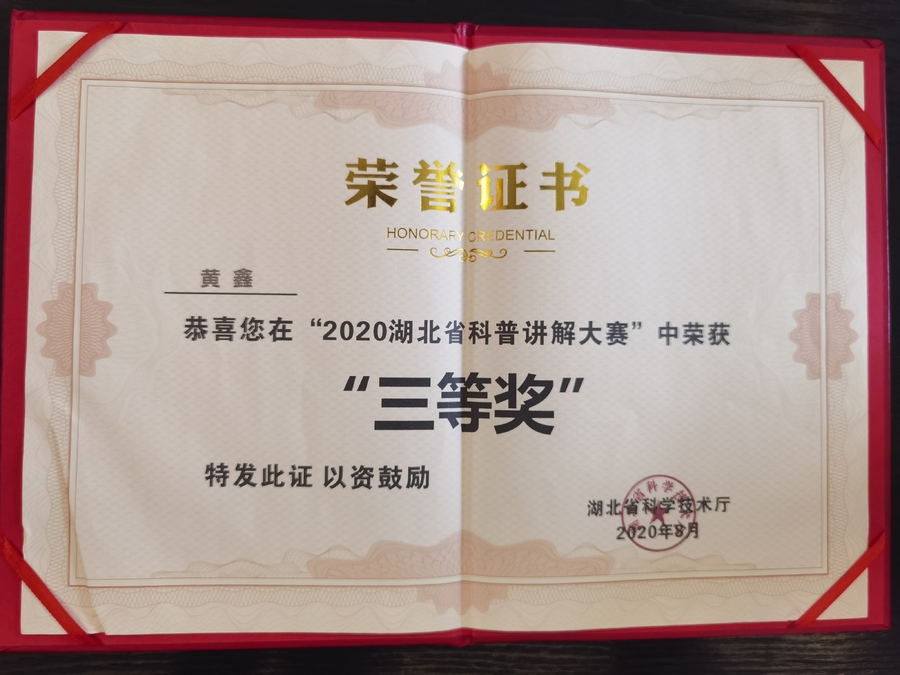 荣誉证书
HONORARY CREDENTIAL
黄鑫
恭喜您在“2020湖北省科普讲解大赛”中荣获
“三等奖”
特发此证 以资鼓励
湖北省科学技术厅
2020年8月